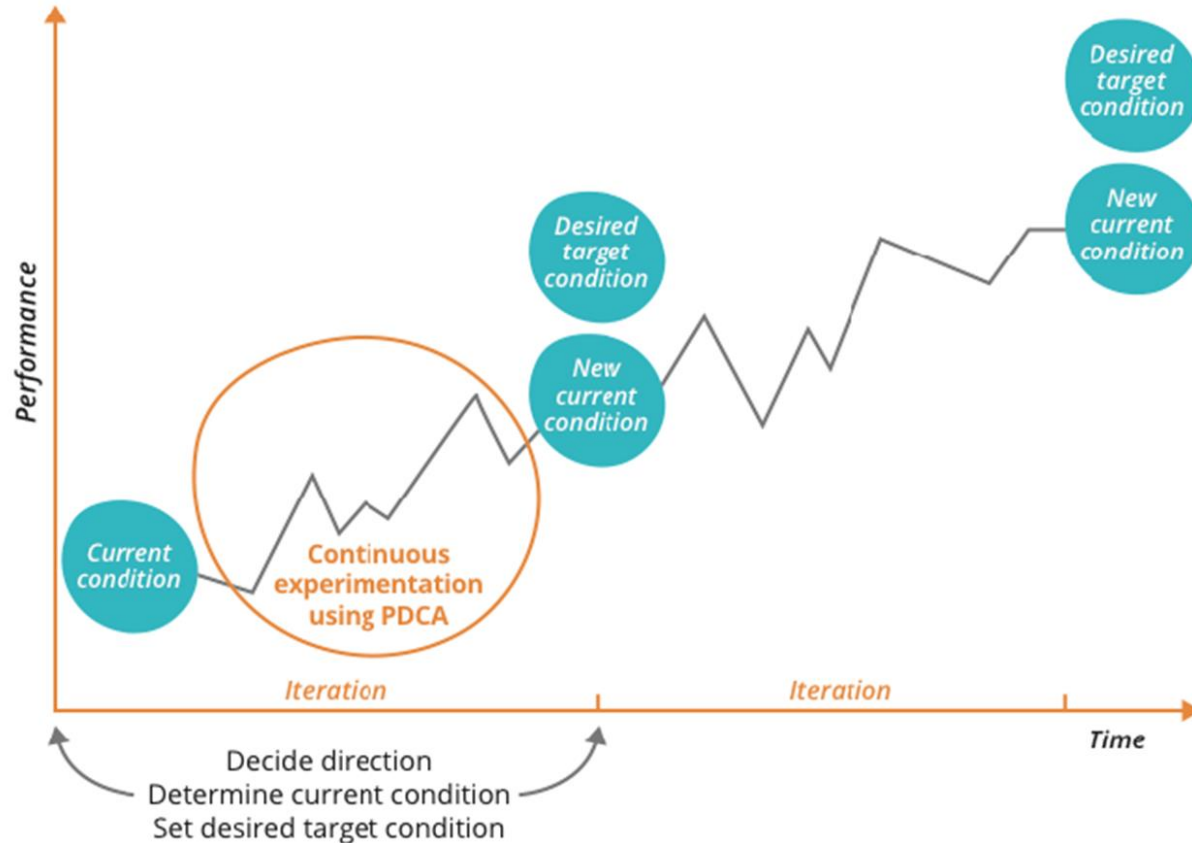 Desired
target
condition
New
current
condition
Desired
target
condition
New
current
condition
Performance
Current
condition
Continuous
experimentation
using PDCA
Iteration
Iteration
Time
Decide direction
Determine current condition
Set desired target condition